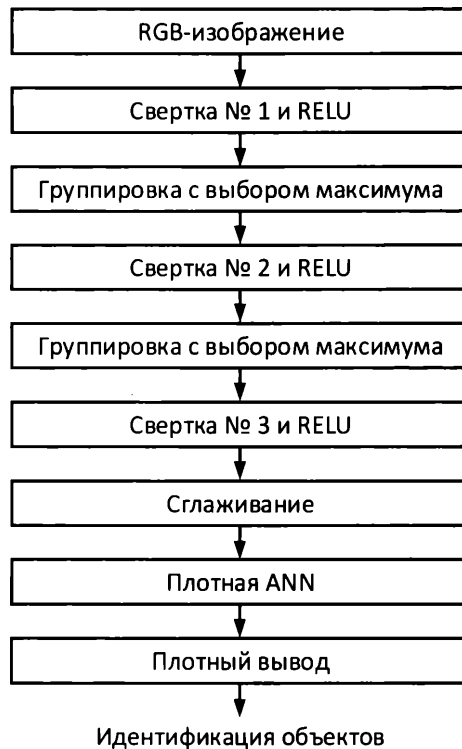 RGB-изображение
Свертка № 1 и RELU
Группировка с выбором максимума
Свертка № 2 и RELU
Группировка с выбором максимума
Свертка № 3 и RELU
Сглаживание
Плотная ANN
Плотный вывод
Идентификация объектов